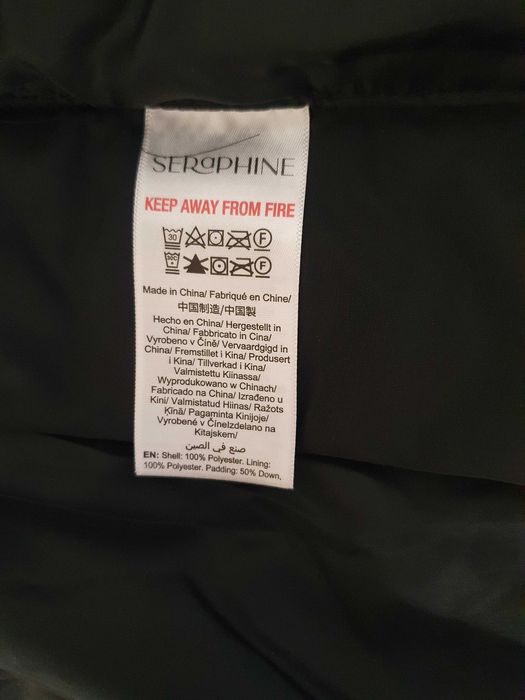 SERaPHINE
KEEP AWAY FROM FIRE
30 F
30C F
Made in China/ Fabriqué en Chine/
中国制造/中国製
Hecho en China/ Hergestellt in
China/ Fabbricato in Cina/
Vyrobeno v Číně/ Vervaardgigd in
China/ Fremstillet i Kina/ Produsert
i Kina/ Tillverkad i Kina/
Valmistettu Kiinassa/
Wyprodukowano w Chinach/
Fabricado na China/ Izrađeno u
Kini/ Valmistatud Hiinas/ Ražots
Ķīnā/ Pagaminta Kinijoje/
Vyrobené v ČíneIzdelano na
Kitajskem/
صنع في الصين
EN: Shell: 100% Polyester. Lining:
100% Polyester. Padding: 50% Down,